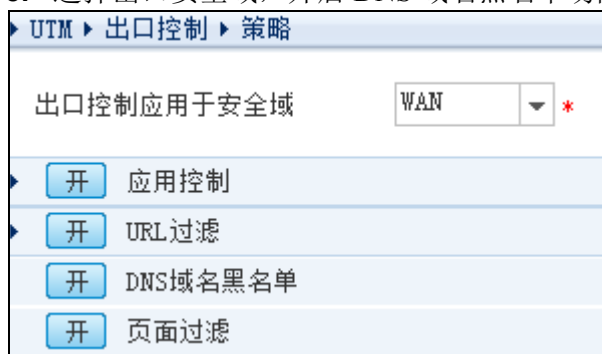 UTM 出口控制 策略
出口控制应用于安全域 WAN *
开 应用控制
开 URL过滤
开 DNS域名黑名单
开 页面过滤